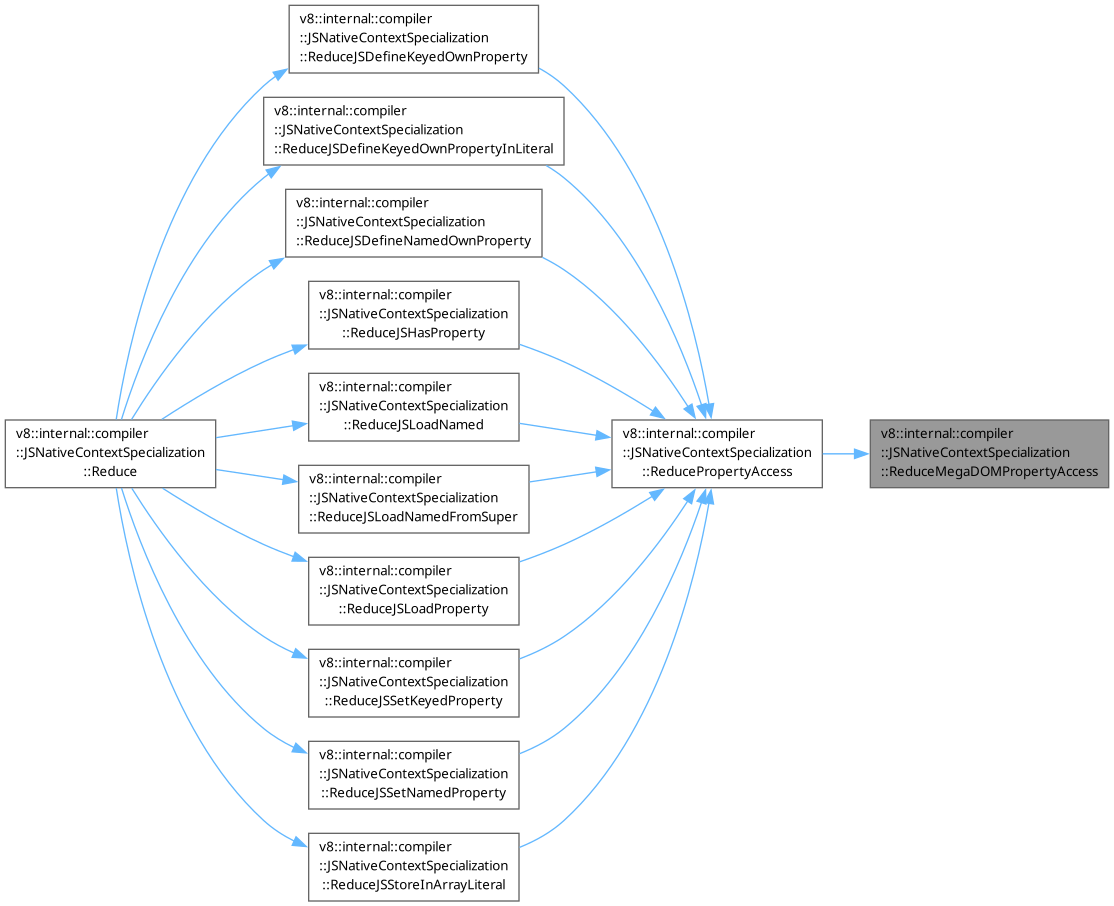 v8::internal::compiler
::JSNativeContextSpecialization
::ReduceJSDefineKeyedOwnProperty
v8::internal::compiler
::JSNativeContextSpecialization
::ReduceJSDefineKeyedOwnPropertyInLiteral
v8::internal::compiler
::JSNativeContextSpecialization
::ReduceJSDefineNamedOwnProperty
v8::internal::compiler
::JSNativeContextSpecialization
::ReduceJSHasProperty
v8::internal::compiler
::JSNativeContextSpecialization
::ReduceJSLoadNamed
v8::internal::compiler
::JSNativeContextSpecialization
::Reduce
v8::internal::compiler
::JSNativeContextSpecialization
::ReducePropertyAccess
v8::internal::compiler
::JSNativeContextSpecialization
::ReduceMegaDOMPropertyAccess
v8::internal::compiler
::JSNativeContextSpecialization
::ReduceJSLoadNamedFromSuper
v8::internal::compiler
::JSNativeContextSpecialization
::ReduceJSLoadProperty
v8::internal::compiler
::JSNativeContextSpecialization
::ReduceJSSetKeyedProperty
v8::internal::compiler
::JSNativeContextSpecialization
::ReduceJSSetNamedProperty
v8::internal::compiler
::JSNativeContextSpecialization
::ReduceJSStoreInArrayLiteral